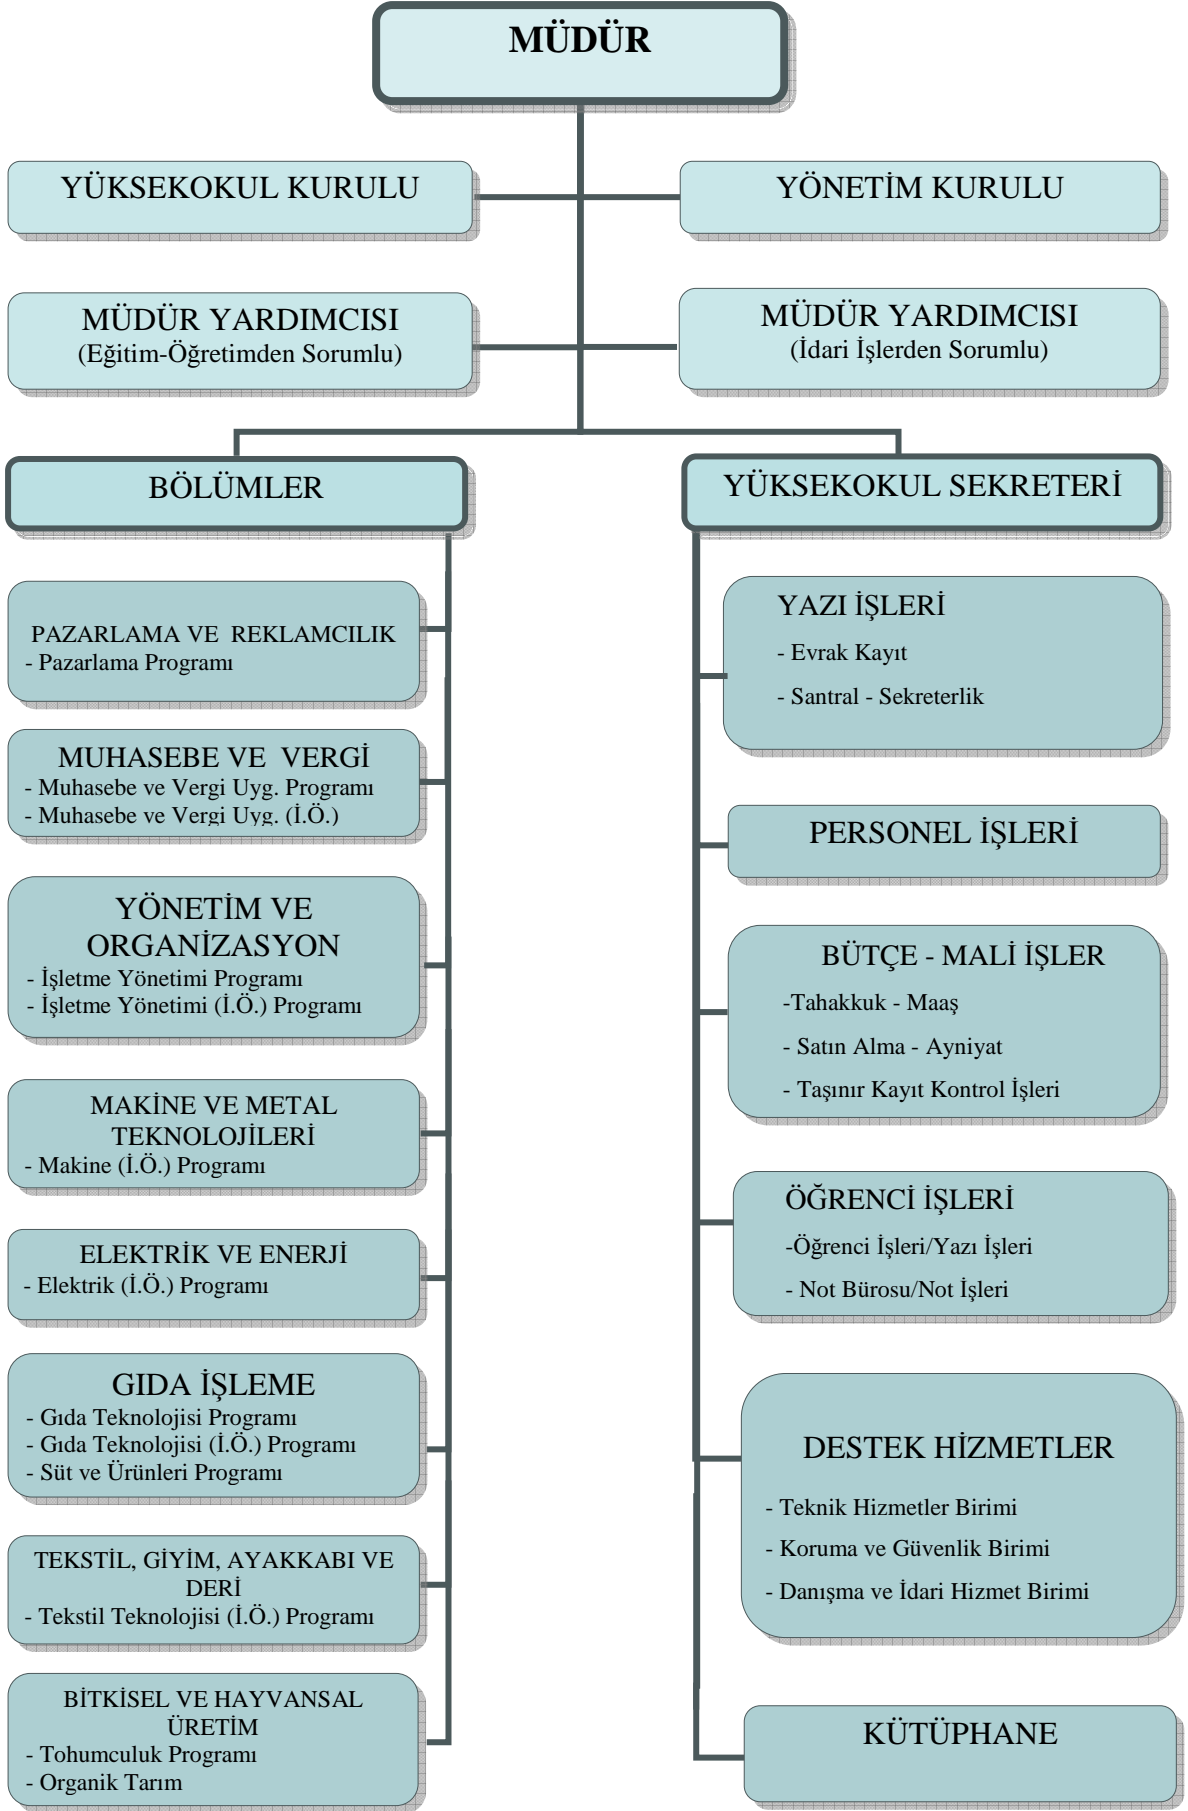 MÜDÜR
YÜKSEKOKUL KURULU
YÖNETİM KURULU
MÜDÜR YARDIMCISI
(Eğitim-Öğretimden Sorumlu)
MÜDÜR YARDIMCISI
(İdari İşlerden Sorumlu)
BÖLÜMLER
PAZARLAMA VE REKLAMCILIK
- Pazarlama Programı
MUHASEBE VE VERGİ
- Muhasebe ve Vergi Uyg. Programı
- Muhasebe ve Vergi Uyg. (İ.Ö.)
YÖNETİM VE
ORGANİZASYON
- İşletme Yönetimi Programı
- İşletme Yönetimi (İ.Ö.) Programı
MAKİNE VE METAL
TEKNOLOJİLERİ
- Makine (İ.Ö.) Programı
ELEKTRİK VE ENERJİ
- Elektrik (İ.Ö.) Programı
GIDA İŞLEME
- Gıda Teknolojisi Programı
- Gıda Teknolojisi (İ.Ö.) Programı
- Süt ve Ürünleri Programı
TEKSTİL, GİYİM, AYAKKABI VE
DERİ
- Tekstil Teknolojisi (İ.Ö.) Programı
BİTKİSEL VE HAYVANSAL
ÜRETİM
- Tohumculuk Programı
- Organik Tarım
YÜKSEKOKUL SEKRETERİ
YAZI İŞLERİ
- Evrak Kayıt
- Santral - Sekreterlik
PERSONEL İŞLERİ
BÜTÇE - MALİ İŞLER
-Tahakkuk - Maaş
- Satın Alma - Ayniyat
- Taşınır Kayıt Kontrol İşleri
ÖĞRENCİ İŞLERİ
-Öğrenci İşleri/Yazı İşleri
- Not Bürosu/Not İşleri
DESTEK HİZMETLER
- Teknik Hizmetler Birimi
- Koruma ve Güvenlik Birimi
- Danışma ve İdari Hizmet Birimi
KÜTÜPHANE